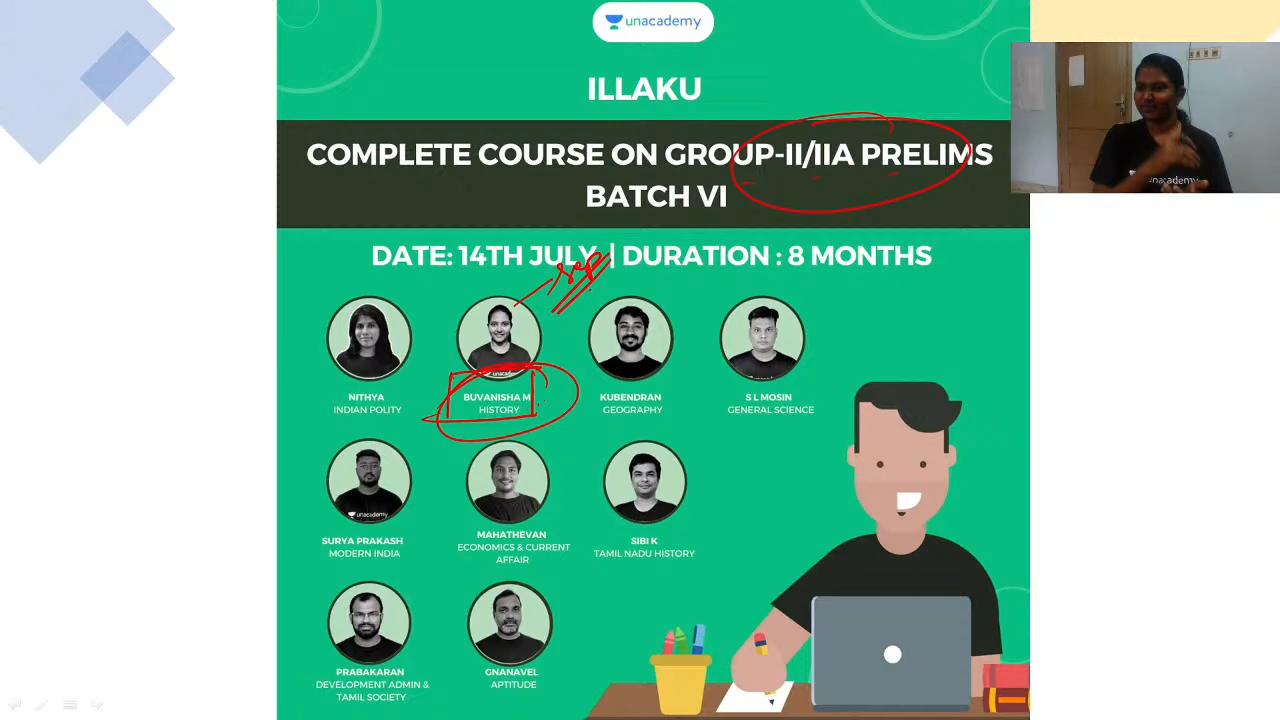 unacademy
ILLAKU
COMPLETE COURSE ON GROUP-II/IIA PRELIMS
BATCH VI
DATE: 14TH JULY | DURATION : 8 MONTHS
NITHYA
INDIAN POLITY
BUVANISHA M
HISTORY
KUBENDRAN
GEOGRAPHY
S L MOSIN
GENERAL SCIENCE
SURYA PRAKASH
MODERN INDIA
MAHATHEVAN
ECONOMICS & CURRENT
AFFAIR
SIBI K
TAMIL NADU HISTORY
PRABAKARAN
DEVELOPMENT ADMIN &
TAMIL SOCIETY
GNANAVEL
APTITUDE
unacademy
unacademy